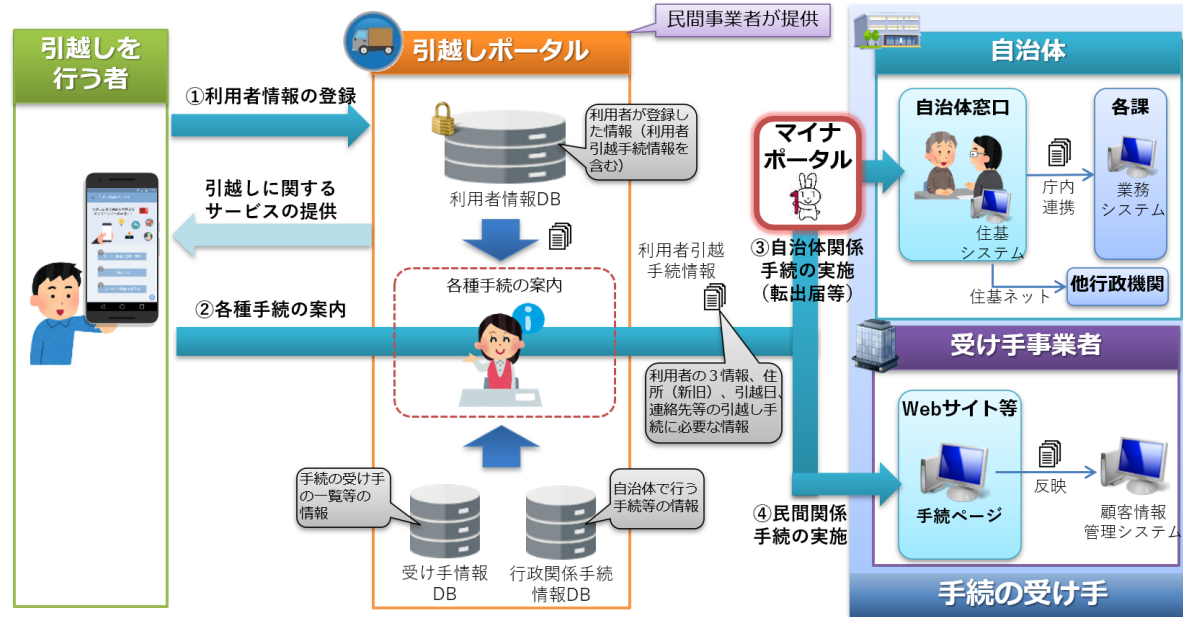 民間事業者が提供
引越しを
行う者
引越しポータル
自治体
①利用者情報の登録
利用者が登録し
た情報（利用者
引越手続情報を
含む）
利用者情報DB
引越しに関する
サービスの提供
マイナ
ポータル
自治体窓口
各課
庁内
連携
業務
システム
住基
システム
住基ネット
他行政機関
利用者引越
手続情報
③自治体関係
手続の実施
（転出届等）
各種手続の案内
②各種手続の案内
利用者の３情報、住
所（新旧）、引越日、
連絡先等の引越し手
続に必要な情報
受け手事業者
Webサイト等
手続ページ
反映
顧客情報
管理システム
手続の受け手
の一覧等の
情報
自治体で行う
手続等の情報
④民間関係
手続の実施
受け手情報
DB
行政関係手続
情報DB
手続の受け手